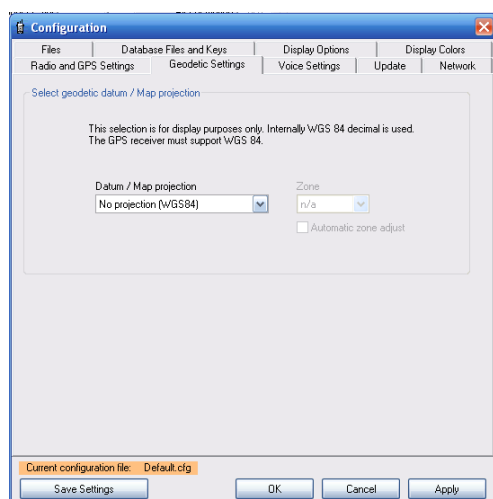 Configuration
Files Database Files and Keys Display Options Display Colors
Radio and GPS Settings Geodetic Settings Voice Settings Update Network
Select geodetic datum / Map projection
This selection is for display purposes only. Internally WGS 84 decimal is used.
The GPS receiver must support WGS 84.
Datum / Map projection Zone
No projection (WGS84) n/a
Automatic zone adjust
Current configuration file: Default.cfg
Save Settings OK Cancel Apply